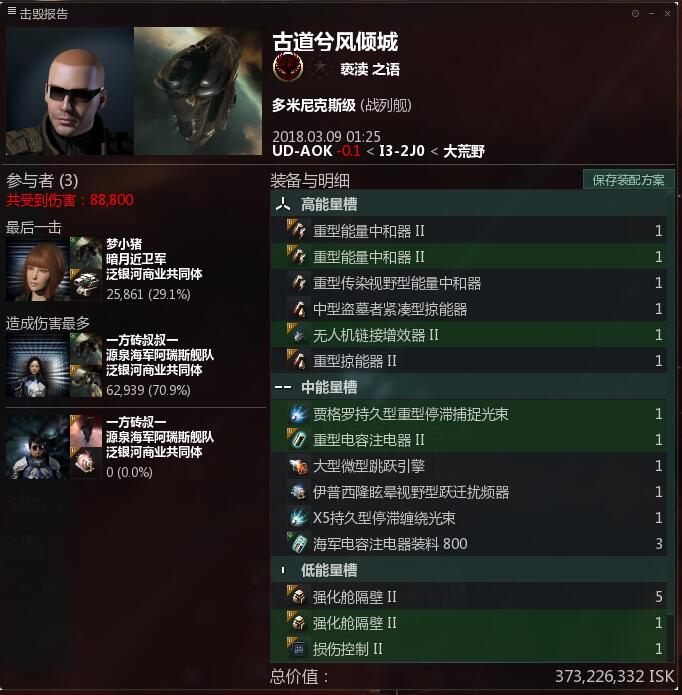 击毁报告
古道兮风倾城
亵渎 之语
多米尼克斯级 (战列舰)
2018.03.09 01:25
UD-AOK -0.1 < I3-2J0 < 大荒野
参与者 (3)
共受到伤害：88,800
最后一击
梦小猪
暗月近卫军
泛银河商业共同体
25,861 (29.1%)
造成伤害最多
一方砖叔叔一
源泉海军阿瑞斯舰队
泛银河商业共同体
62,939 (70.9%)
一方砖叔一
源泉海军阿瑞斯舰队
泛银河商业共同体
0 (0.0%)
装备与明细
保存装配方案
高能量槽
重型能量中和器 II 1
重型能量中和器 II 1
重型传染视野型能量中和器 1
中型盗墓者紧凑型掠能器 1
无人机链接增效器 II 1
重型掠能器 II 1
中能量槽
贾格罗持久型重型停滞捕捉光束 1
重型电容注电器 II 1
大型微型跳跃引擎 1
伊普西隆眩晕视野型跃迁扰频器 1
X5持久型停滞缠绕光束 1
海军电容注电器装料 800 3
低能量槽
强化舱隔壁 II 5
强化舱隔壁 II 1
损伤控制 II 1
总价值： 373,226,332 ISK